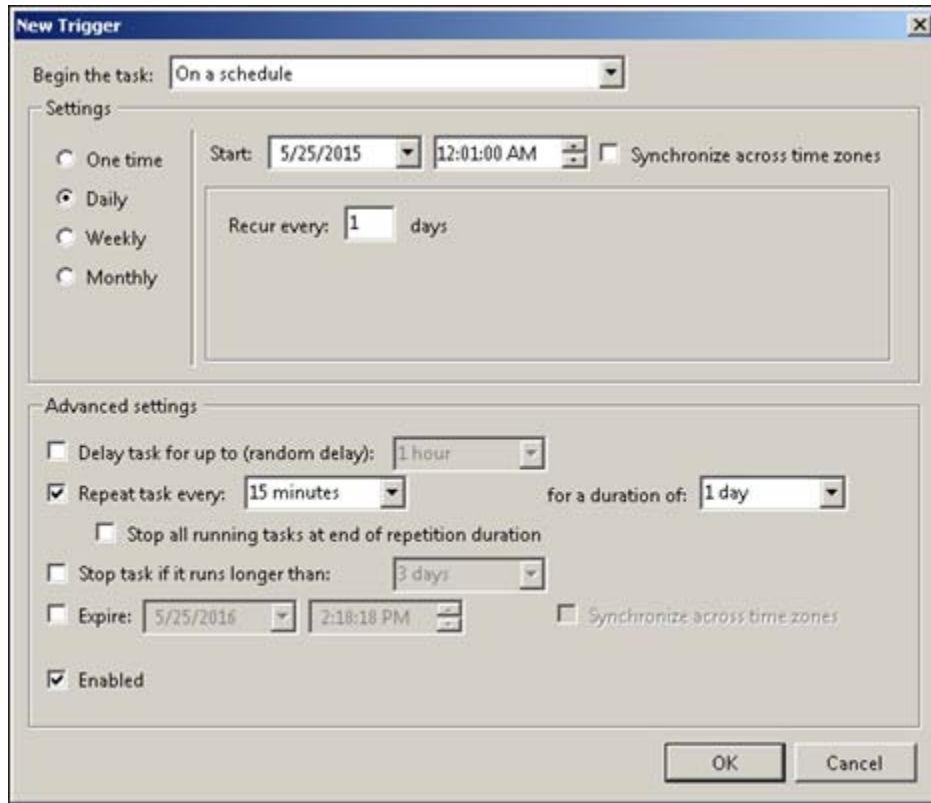 New Trigger
Begin the task: On a schedule
Settings
One time
Start: 5/25/2015 12:01:00 AM Synchronize across time zones
Daily
Recur every: 1 days
Weekly
Monthly
Advanced settings
Delay task for up to (random delay): 1 hour
Repeat task every: 15 minutes for a duration of: 1 day
Stop all running tasks at end of repetition duration
Stop task if it runs longer than: 3 days
Expire: 5/25/2016 2:18:18 PM Synchronize across time zones
Enabled
OK Cancel